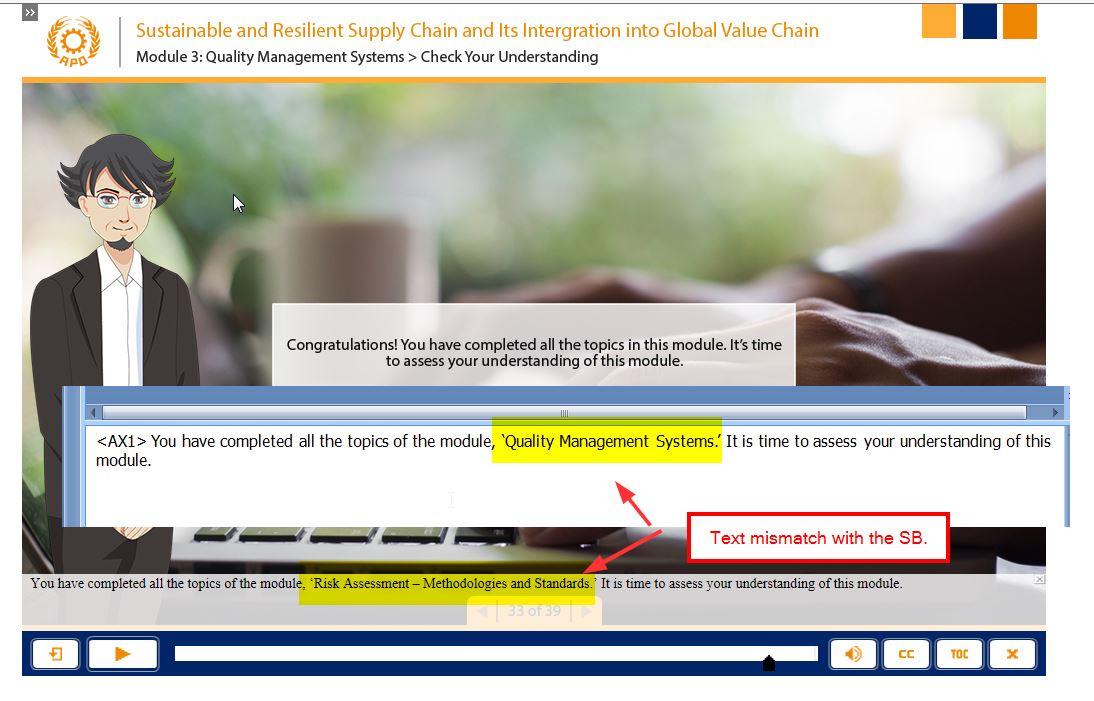 >>
APO
Sustainable and Resilient Supply Chain and Its Intergration into Global Value Chain
Module 3: Quality Management Systems > Check Your Understanding
Congratulations! You have completed all the topics in this module. It's time
to assess your understanding of this module.
<AX1> You have completed all the topics of the module, ‘Quality Management Systems.’ It is time to assess your understanding of this
module.
Text mismatch with the SB.
You have completed all the topics of the module, ‘Risk Assessment – Methodologies and Standards.’ It is time to assess your understanding of this module.
33 of 39
CC
TOC